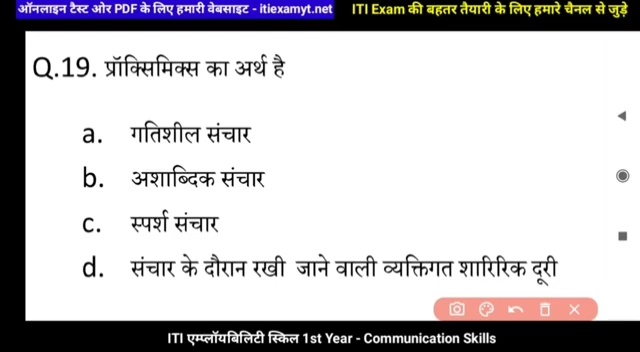 ऑनलाइन टैस्ट ओर PDF के लिए हमारी वेबसाइट - itiexamyt.net
ITI Exam की बहतर तैयारी के लिए हमारे चैनल से जुड़े
Q.19. प्रॉक्सिमिक्स का अर्थ है
a. गतिशील संचार
b. अशाब्दिक संचार
c. स्पर्श संचार
d. संचार के दौरान रखी जाने वाली व्यक्तिगत शारिरिक दूरी
ITI एम्प्लॉयबिलिटी स्किल 1st Year - Communication Skills